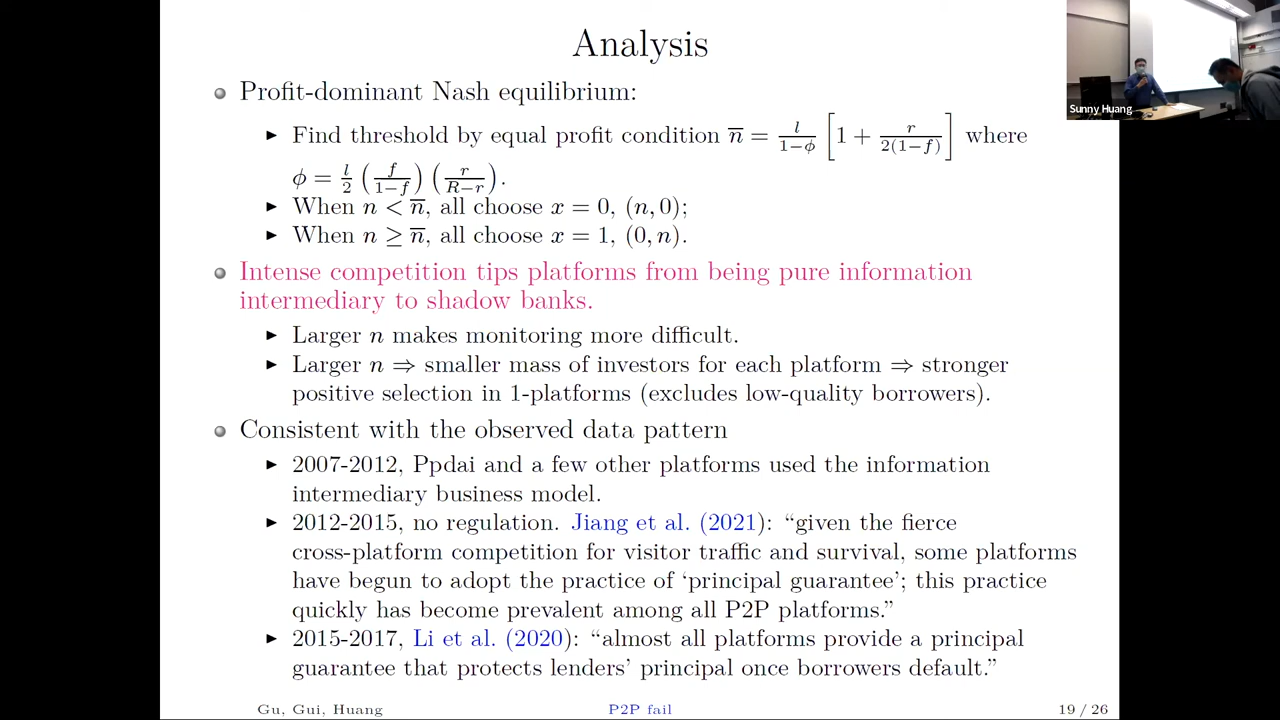 Analysis
Profit-dominant Nash equilibrium:
Find threshold by equal profit condition n̅ = l/(1−ϕ) [1 + r/(2(1−f))] where
ϕ = l/2 (f/(1−f)) (r/(R−r)).
When n < n̅, all choose x = 0, (n, 0);
When n ≥ n̅, all choose x = 1, (0, n).
Intense competition tips platforms from being pure information
intermediary to shadow banks.
Larger n makes monitoring more difficult.
Larger n ⇒ smaller mass of investors for each platform ⇒ stronger
positive selection in 1-platforms (excludes low-quality borrowers).
Consistent with the observed data pattern
2007-2012, Ppdai and a few other platforms used the information
intermediary business model.
2012-2015, no regulation. Jiang et al. (2021): “given the fierce
cross-platform competition for visitor traffic and survival, some platforms
have begun to adopt the practice of ‘principal guarantee’; this practice
quickly has become prevalent among all P2P platforms.”
2015-2017, Li et al. (2020): “almost all platforms provide a principal
guarantee that protects lenders’ principal once borrowers default.”
Gu, Gui, Huang P2P fail 19 / 26
Sunny Huang